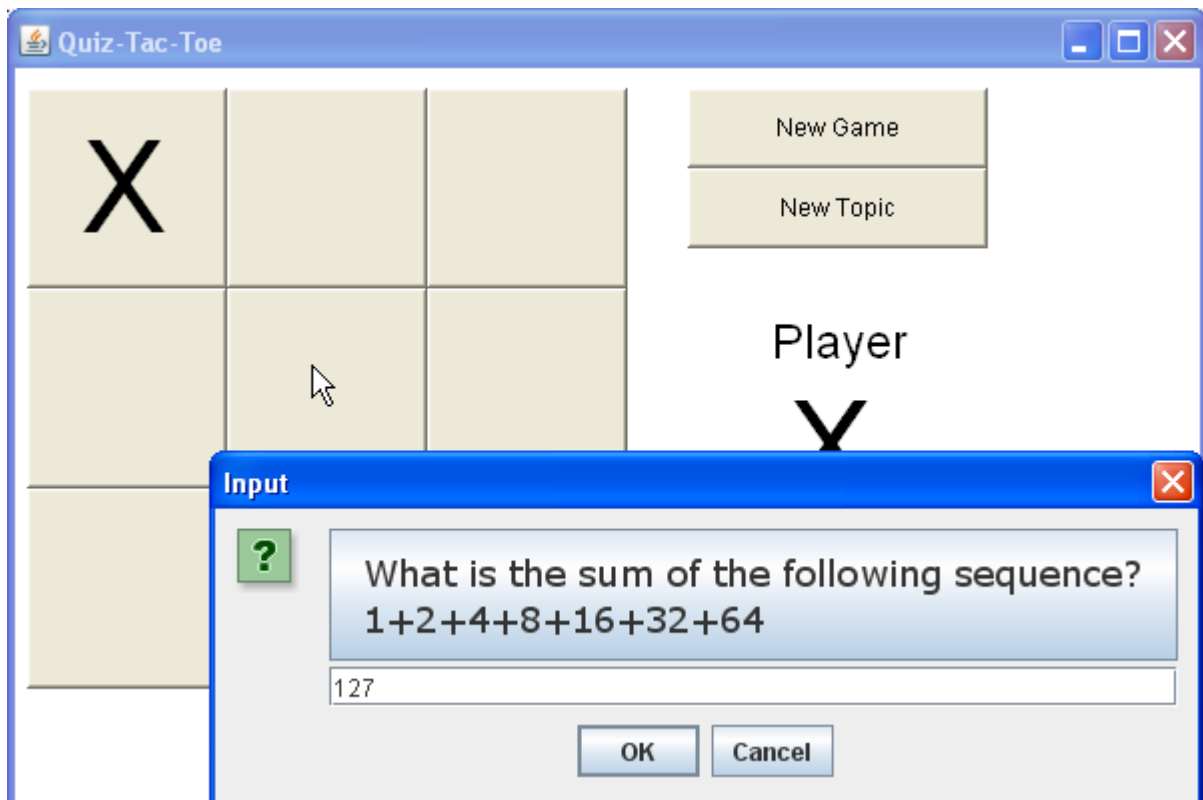 Quiz-Tac-Toe
X
New Game
New Topic
Player
X
Input
?
What is the sum of the following sequence?
1+2+4+8+16+32+64
127
OK
Cancel